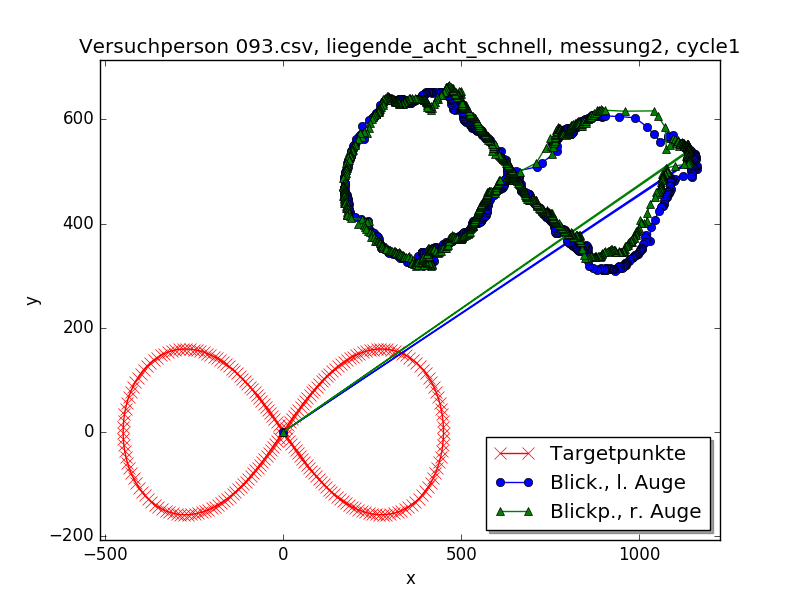 Versuchperson 093.csv, liegende_acht_schnell, messung2, cycle1
y
600
400
200
0
−200
−500
0
500
1000
x
Targetpunkte
Blick., l. Auge
Blickp., r. Auge